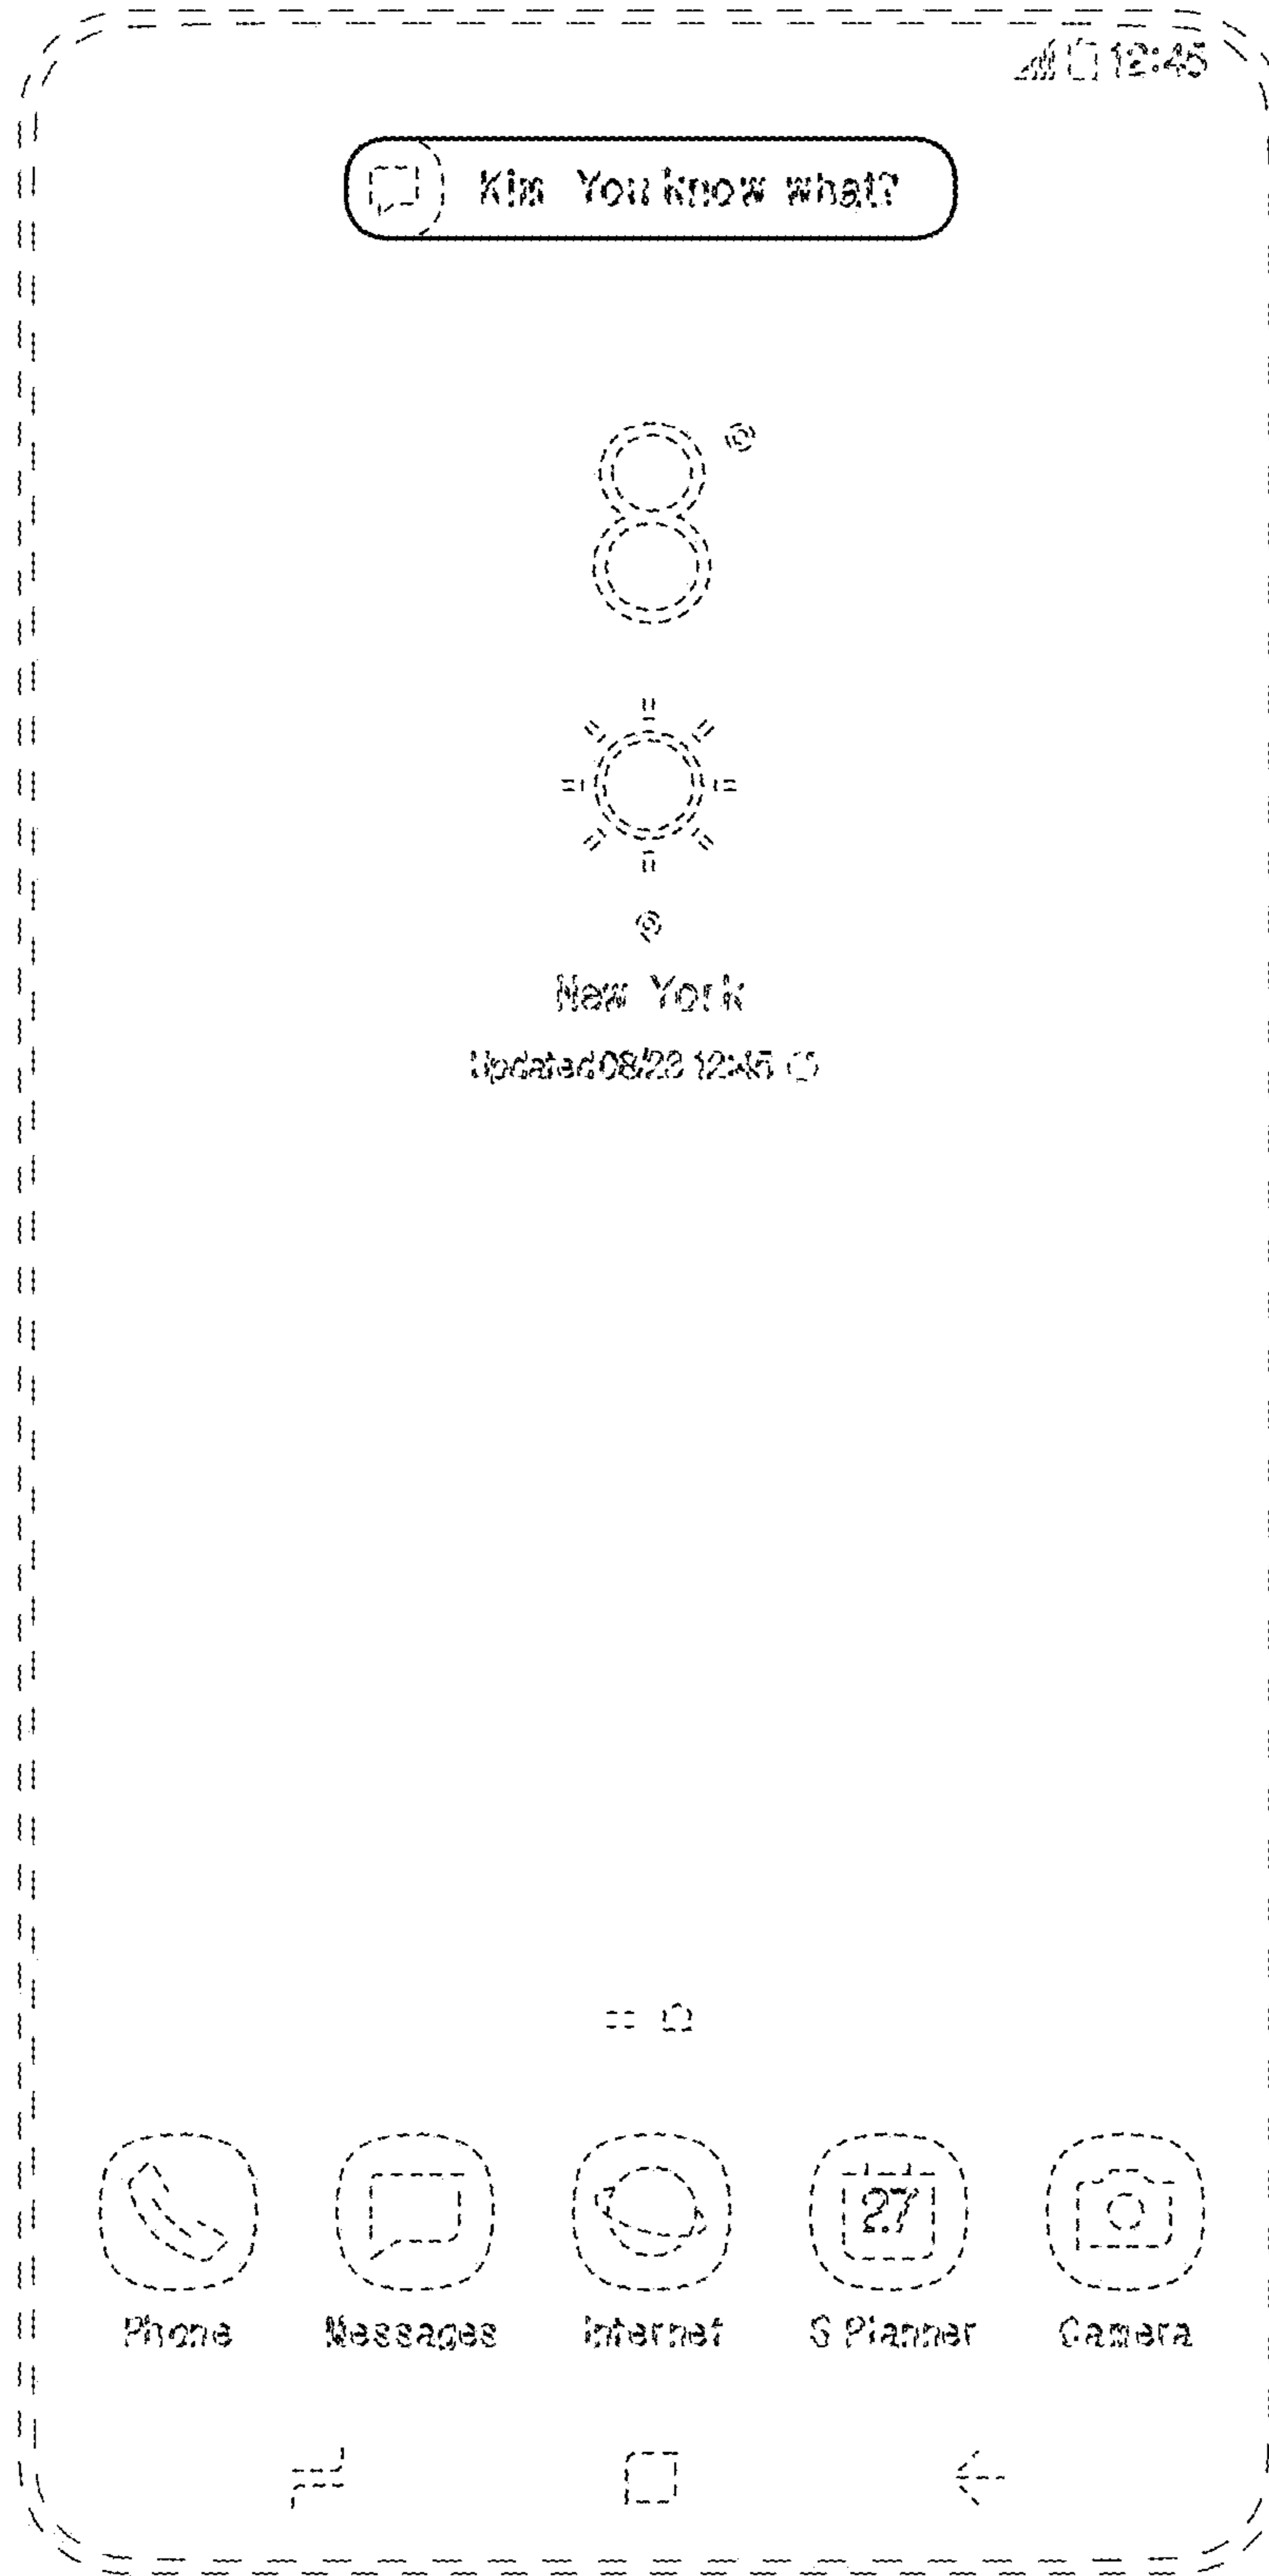 12:45
Kim You know what?
8°
New York
Updated 08/23 12:45
27
Phone Messages Internet S Planner Camera